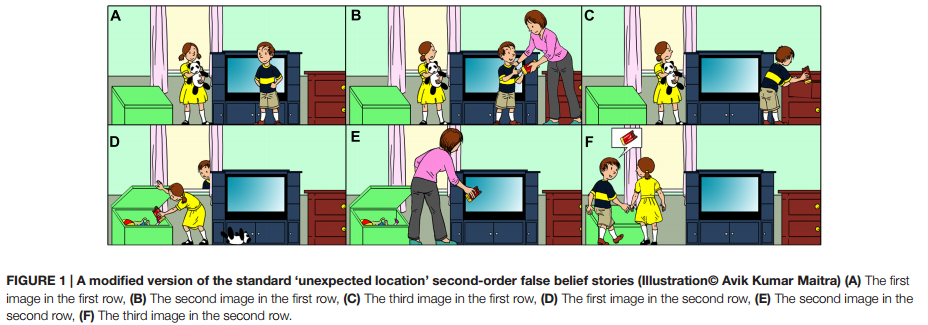 A
B
C
D
E
F
FIGURE 1 | A modified version of the standard ‘unexpected location’ second-order false belief stories (Illustration© Avik Kumar Maitra) (A) The first
image in the first row, (B) The second image in the first row, (C) The third image in the first row, (D) The first image in the second row, (E) The second image in the
second row, (F) The third image in the second row.